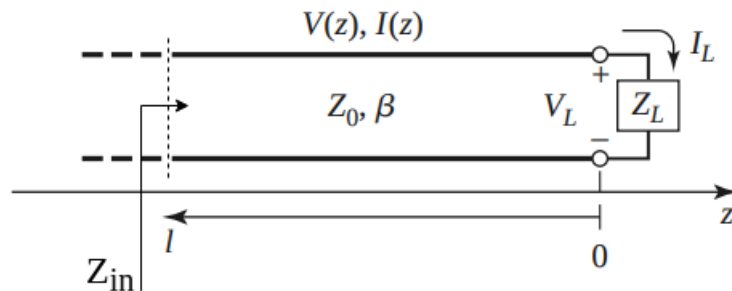 V(z), I(z)
I_L
+
Z_0, β
V_L
Z_L
−
z
l
0
Z_in